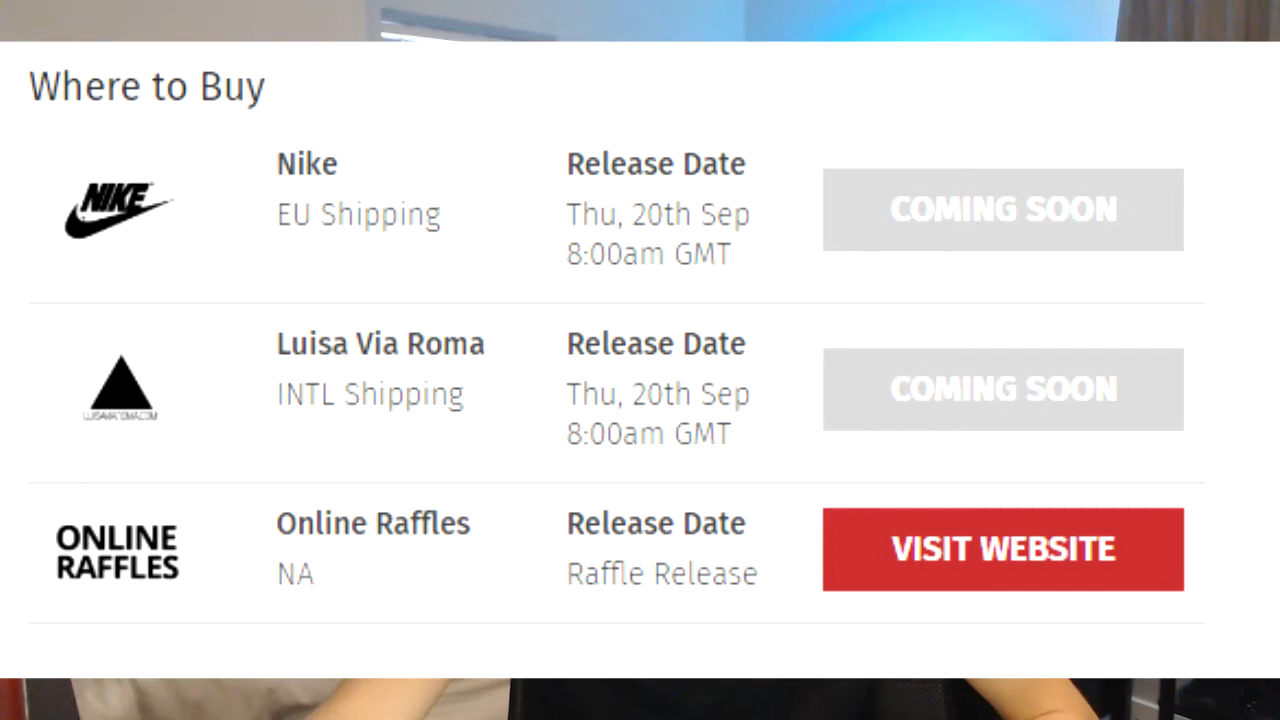 Where to Buy
NIKE
Nike
EU Shipping
Release Date
Thu, 20th Sep
8:00am GMT
COMING SOON
LUISAVIAROMA.COM
Luisa Via Roma
INTL Shipping
Release Date
Thu, 20th Sep
8:00am GMT
COMING SOON
ONLINE
RAFFLES
Online Raffles
NA
Release Date
Raffle Release
VISIT WEBSITE